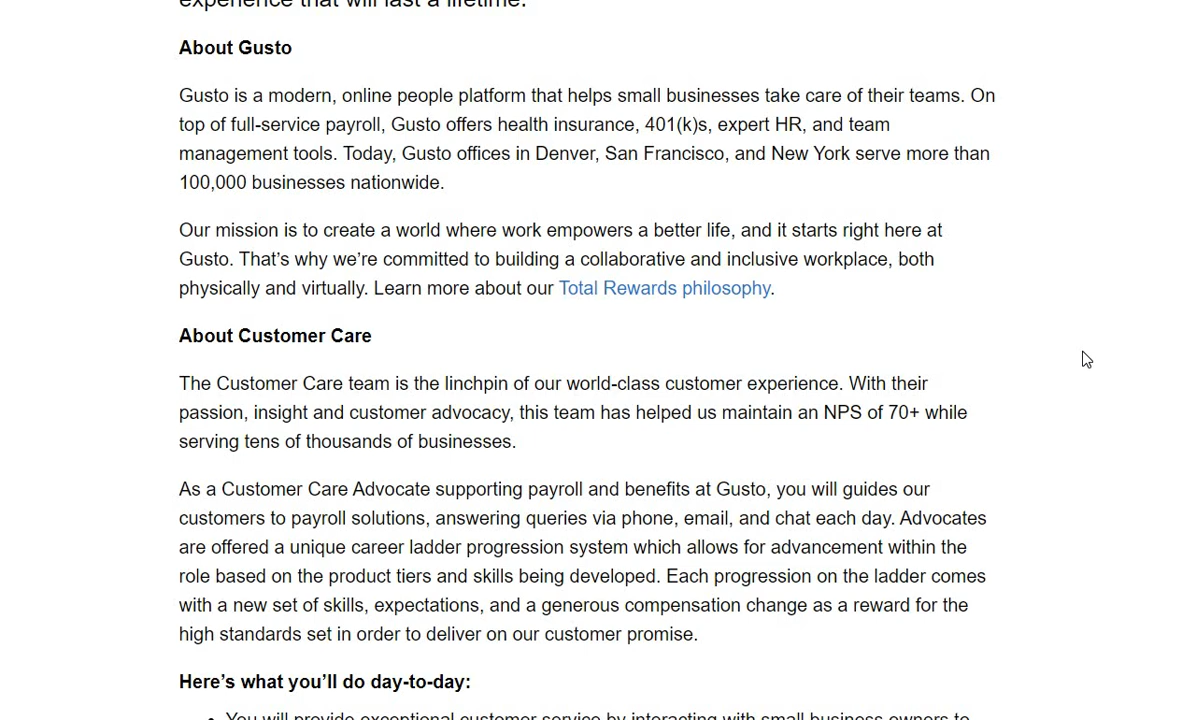 experience that will last a lifetime.
About Gusto
Gusto is a modern, online people platform that helps small businesses take care of their teams. On
top of full-service payroll, Gusto offers health insurance, 401(k)s, expert HR, and team
management tools. Today, Gusto offices in Denver, San Francisco, and New York serve more than
100,000 businesses nationwide.
Our mission is to create a world where work empowers a better life, and it starts right here at
Gusto. That’s why we’re committed to building a collaborative and inclusive workplace, both
physically and virtually. Learn more about our Total Rewards philosophy.
About Customer Care
The Customer Care team is the linchpin of our world-class customer experience. With their
passion, insight and customer advocacy, this team has helped us maintain an NPS of 70+ while
serving tens of thousands of businesses.
As a Customer Care Advocate supporting payroll and benefits at Gusto, you will guides our
customers to payroll solutions, answering queries via phone, email, and chat each day. Advocates
are offered a unique career ladder progression system which allows for advancement within the
role based on the product tiers and skills being developed. Each progression on the ladder comes
with a new set of skills, expectations, and a generous compensation change as a reward for the
high standards set in order to deliver on our customer promise.
Here’s what you’ll do day-to-day:
• You will provide exceptional customer service by interacting with small business owners to